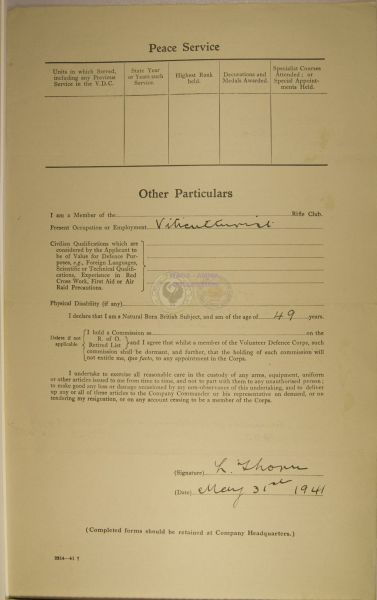 Peace Service
Units in which Served, including any Previous Service in the V.D.C.
State Year or Years such Service.
Highest Rank held.
Decorations and Medals Awarded.
Specialist Courses Attended; or Special Appointments Held.
Other Particulars
I am a Member of the Rifle Club.
Present Occupation or Employment Viticulturist
Civilian Qualifications which are
considered by the Applicant to
be of Value for Defence Pur-
poses, e.g., Foreign Languages,
Scientific or Technical Qualifi-
cations, Experience in Red
Cross Work, First Aid or Air
Raid Precautions.
Physical Disability (if any)
I declare that I am a Natural Born British Subject, and am of the age of 49 years.
Delete if not applicable
I hold a Commission as on the
R. of O.
Retired List and I agree that whilst a member of the Volunteer Defence Corps, such
commission shall be dormant, and further, that the holding of such commission will
not entitle me, ipso facto, to any appointment in the Corps.
I undertake to exercise all reasonable care in the custody of any arms, equipment, uniform
or other articles issued to me from time to time, and not to part with them to any unauthorised person;
to make good any loss or damage occasioned by my non-observance of this undertaking, and to deliver
up any or all of these articles to the Company Commander or his representative on demand, or on
tendering my resignation, or on any account ceasing to be a member of the Corps.
(Signature) L. Thorn
(Date) May 31st 1941
(Completed forms should be retained at Company Headquarters.)